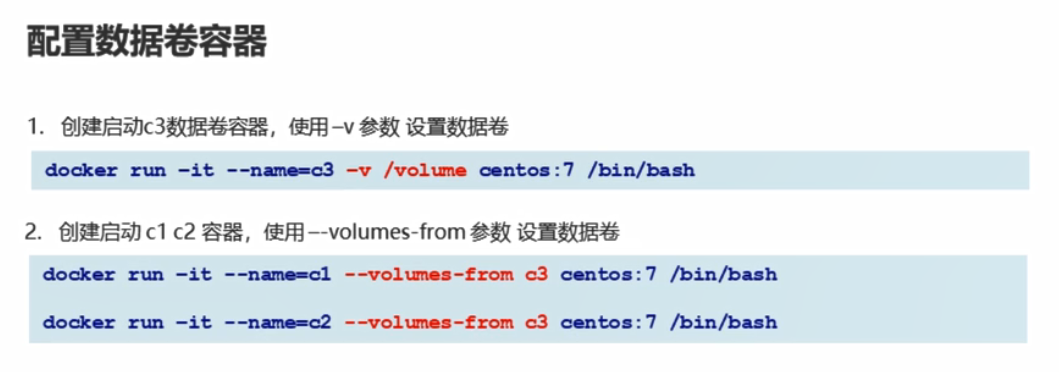 配置数据卷容器
1. 创建启动c3数据卷容器，使用 –v 参数 设置数据卷
docker run –it --name=c3 –v /volume centos:7 /bin/bash
2. 创建启动 c1 c2 容器，使用 –-volumes-from 参数 设置数据卷
docker run –it --name=c1 --volumes-from c3 centos:7 /bin/bash
docker run –it --name=c2 --volumes-from c3 centos:7 /bin/bash